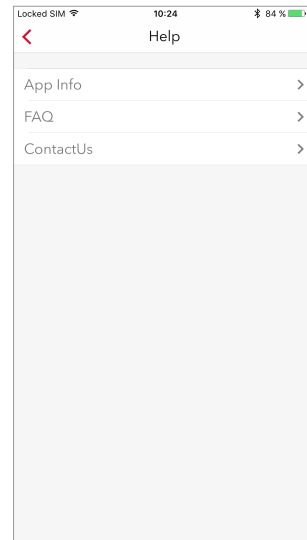 Locked SIM 10:24 84 %
Help
App Info
FAQ
ContactUs